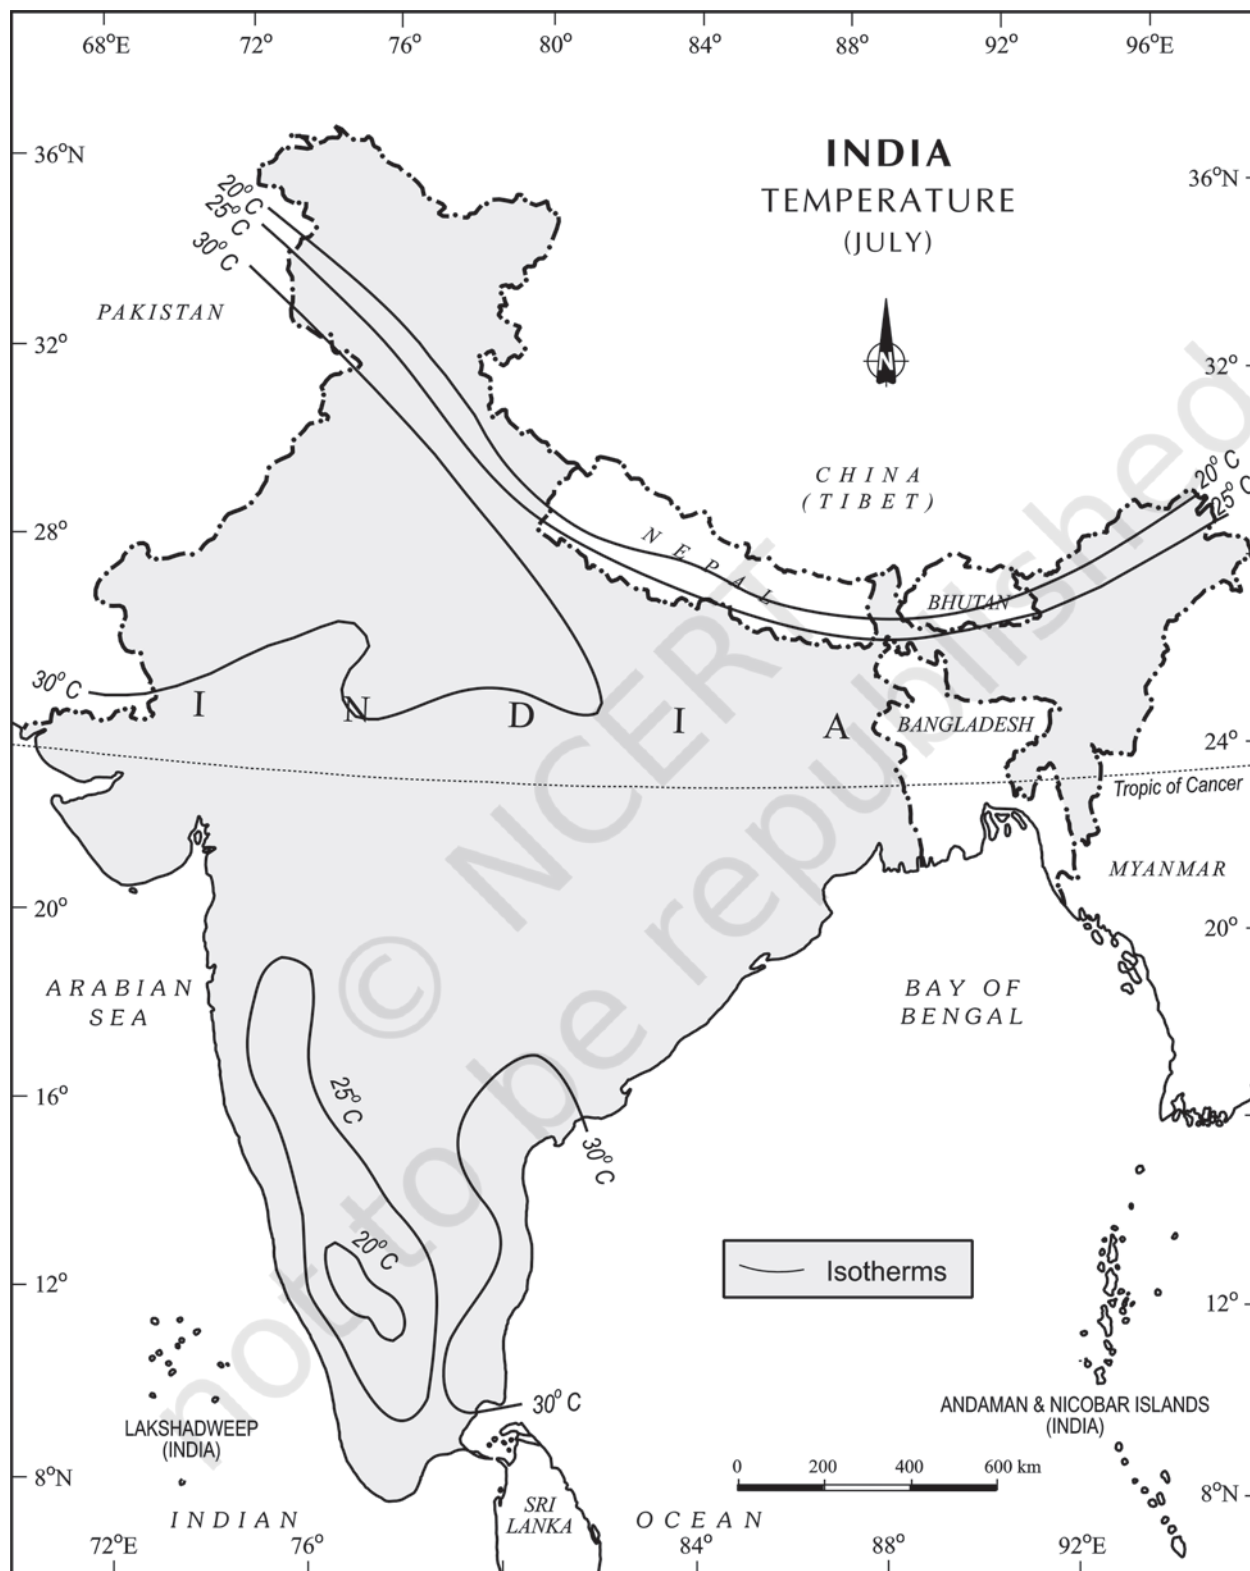 68°E 72° 76° 80° 84° 88° 92° 96°E
36°N
INDIA
TEMPERATURE
(JULY)
36°N
20° C
25° C
30° C
PAKISTAN
N
32°
32°
CHINA
(TIBET)
20° C
25° C
28°
NEPAL
BHUTAN
30° C
I N D I A
BANGLADESH
24°
Tropic of Cancer
MYANMAR
20°
20°
ARABIAN
SEA
BAY OF
BENGAL
25° C
16°
30° C
20° C
Isotherms
12°
12°
30° C
LAKSHADWEEP
(INDIA)
ANDAMAN & NICOBAR ISLANDS
(INDIA)
0 200 400 600 km
8°N
8°N
SRI
LANKA
INDIAN OCEAN
72°E 76° 84° 88° 92°E
© NCERT
not to be republished